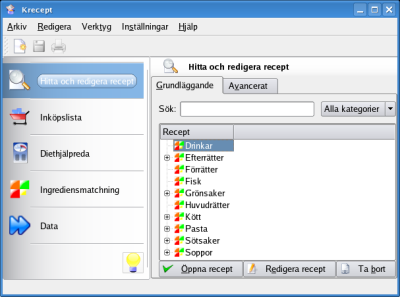 Krecept
Arkiv Redigera Verktyg Inställningar Hjälp
Hitta och redigera recept
Inköpslista
Diethjälpreda
Ingrediensmatchning
Data
Hitta och redigera recept
Grundläggande Avancerat
Sök: Alla kategorier
Recept
Drinkar
Efterrätter
Förrätter
Fisk
Grönsaker
Huvudrätter
Kött
Pasta
Sötsaker
Soppor
Öppna recept Redigera recept Ta bort